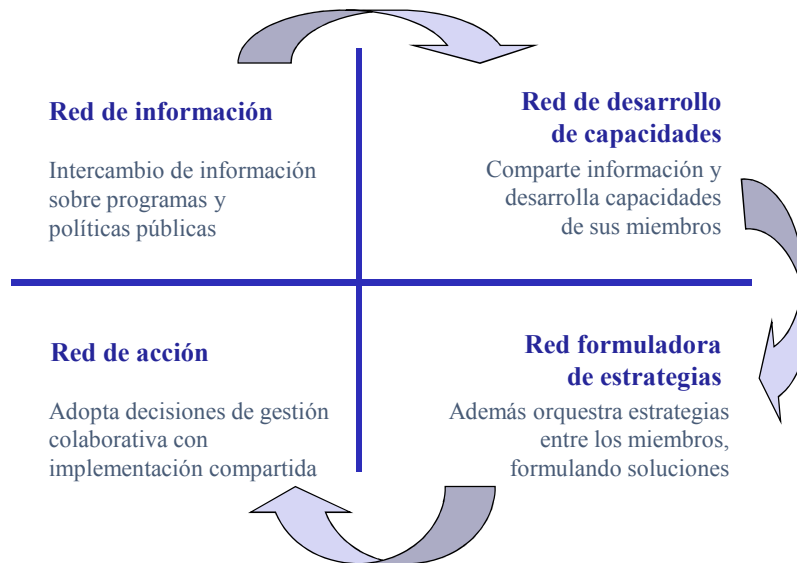 Red de información
Intercambio de información
sobre programas y
políticas públicas
Red de desarrollo
de capacidades
Comparte información y
desarrolla capacidades
de sus miembros
Red de acción
Adopta decisiones de gestión
colaborativa con
implementación compartida
Red formuladora
de estrategias
Además orquestra estrategias
entre los miembros,
formulando soluciones